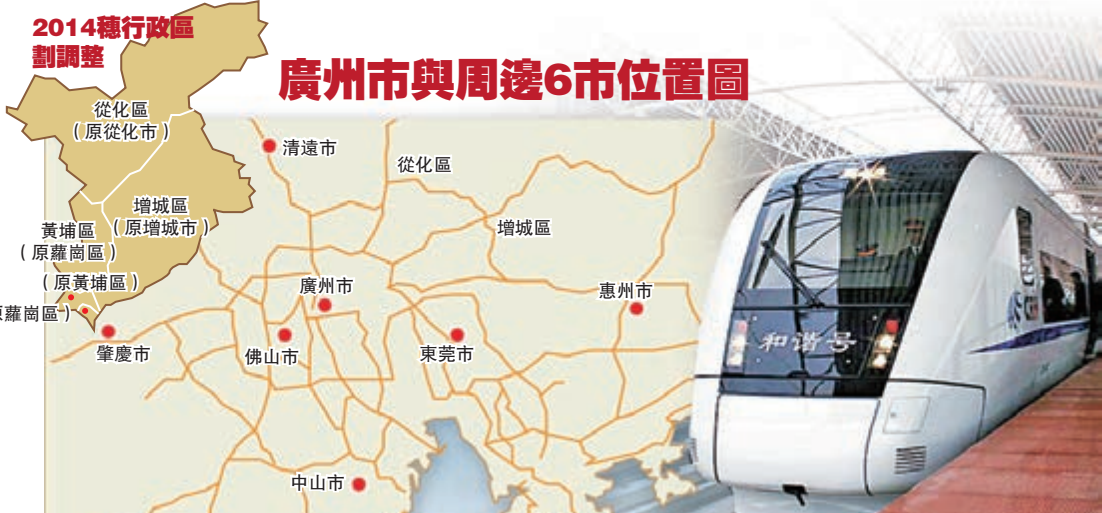 2014穗行政區
劃調整
廣州市與周邊6市位置圖
從化區
（原從化市）
增城區
（原增城市）
黃埔區
（原蘿崗區）
（原黃埔區）
原蘿崗區）
清遠市
從化區
增城區
廣州市
惠州市
肇慶市
佛山市
東莞市
中山市
和谐号